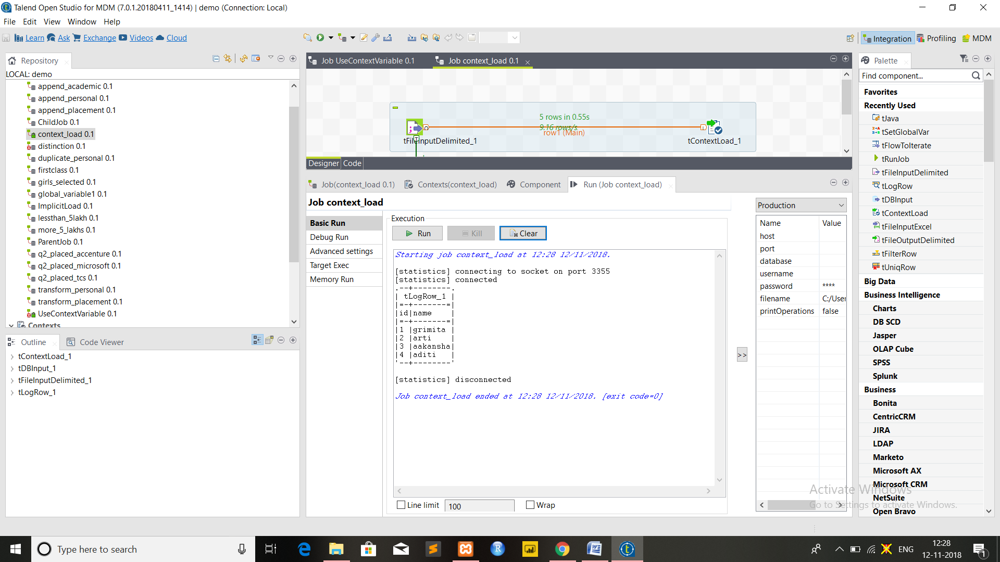 Talend Open Studio for MDM (7.0.1.20180411_1414) | demo (Connection: Local)
File Edit View Window Help
Learn Ask Exchange Videos Cloud
Integration Profiling MDM
Repository
LOCAL: demo
append_academic 0.1
append_personal 0.1
append_placement 0.1
ChildJob 0.1
context_load 0.1
distinction 0.1
duplicate_personal 0.1
firstclass 0.1
girls_selected 0.1
global_variable1 0.1
ImplicitLoad 0.1
lessthan_5lakh 0.1
more_5_lakhs 0.1
ParentJob 0.1
q2_placed_accenture 0.1
q2_placed_microsoft 0.1
q2_placed_tcs 0.1
transform_personal 0.1
transform_placement 0.1
UseContextVariable 0.1
Contexts
Outline Code Viewer
tContextLoad_1
tDBInput_1
tFileInputDelimited_1
tLogRow_1
Job UseContextVariable 0.1 Job context_load 0.1
5 rows in 0.55s
9.16 rows/s
row1 (Main)
tFileInputDelimited_1 tContextLoad_1
Designer Code
Job(context_load 0.1) Contexts(context_load) Component Run (Job context_load)
Job context_load
Basic Run
Debug Run
Advanced settings
Target Exec
Memory Run
Execution
Run Kill Clear
Starting job context_load at 12:28 12/11/2018.
[statistics] connecting to socket on port 3355
[statistics] connected
.--+--------.
| tLogRow_1 |
|=-+-------=|
|id|name |
|=-+-------=|
|1 |grimita |
|2 |arti |
|3 |aakansha|
|4 |aditi |
'--+--------'
[statistics] disconnected
Job context_load ended at 12:28 12/11/2018. [exit code=0]
Line limit 100 Wrap
>>
Production
Name Value
host
port
database
username
password ****
filename C:/User
printOperations false
Palette
Find component...
Favorites
Recently Used
tJava
tSetGlobalVar
tFlowToIterate
tRunJob
tFileInputDelimited
tLogRow
tDBInput
tContextLoad
tFileInputExcel
tFileOutputDelimited
tFilterRow
tUniqRow
Big Data
Business Intelligence
Charts
DB SCD
Jasper
OLAP Cube
SPSS
Splunk
Business
Bonita
CentricCRM
JIRA
LDAP
Marketo
Microsoft AX
Microsoft CRM
NetSuite
Open Bravo
Activate Windows
Go to Settings to activate Windows.
Type here to search
ENG
12:28
12-11-2018
1